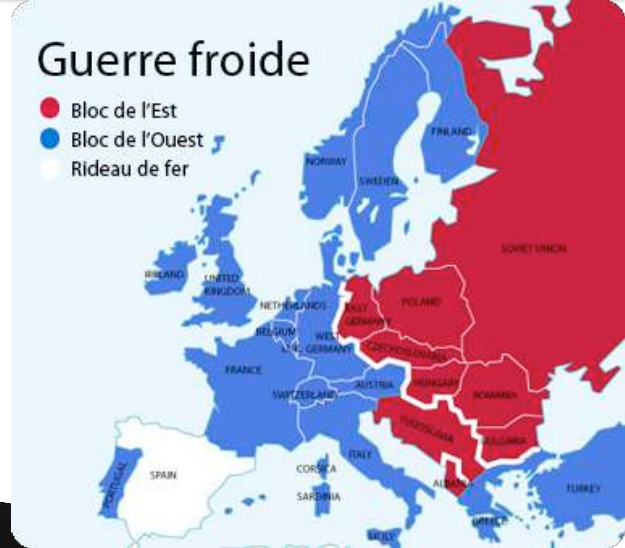 Guerre froide
Bloc de l'Est
Bloc de l'Ouest
Rideau de fer
FINLAND
NORWAY
SWEDEN
SOVIET UNION
IRELAND
UNITED
KINGDOM
NETHERLANDS
EAST
GERMANY
POLAND
BELGIUM
WEST
GERMANY
LUX.
CZECHOSLOVAKIA
FRANCE
SWITZERLAND
AUSTRIA
HUNGARY
ROMANIA
YUGOSLAVIA
BULGARIA
ITALY
PORTUGAL
SPAIN
CORSICA
SARDINIA
ALBANIA
TURKEY
GREECE
SICILY